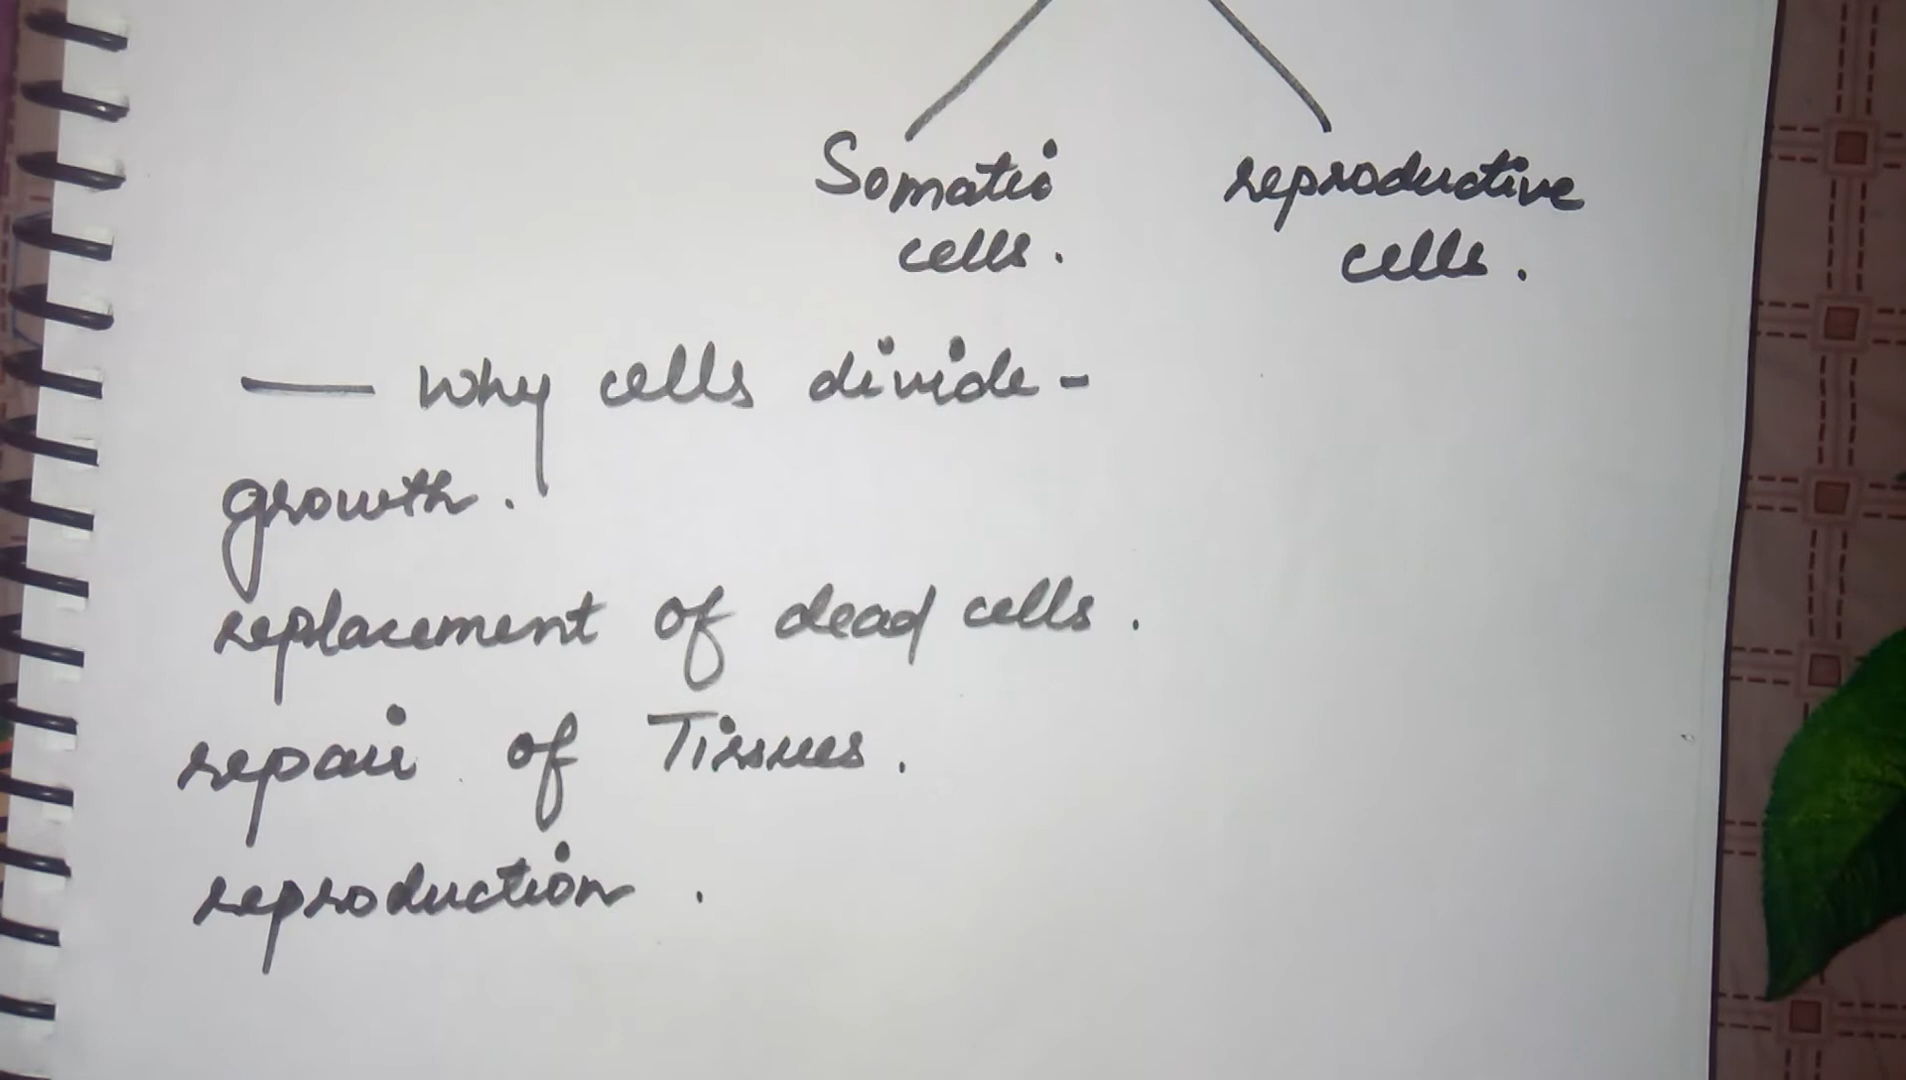 Somatic reproductive
cells. cells.
— Why cells divide -
growth.
replacement of dead cells.
repair of Tissues.
reproduction.